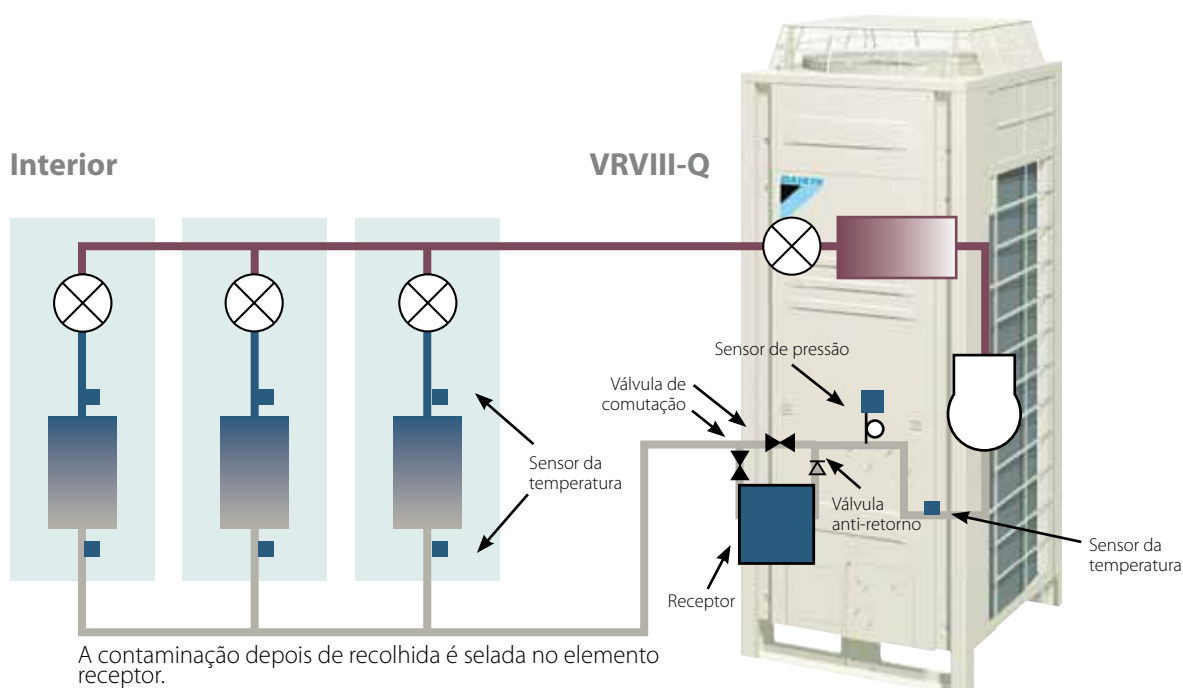 Interior
VRVIII-Q
DAIKIN
Sensor de pressão
Válvula de
comutação
Sensor da
temperatura
Válvula
anti-retorno
Receptor
Sensor da
temperatura
A contaminação depois de recolhida é selada no elemento
receptor.